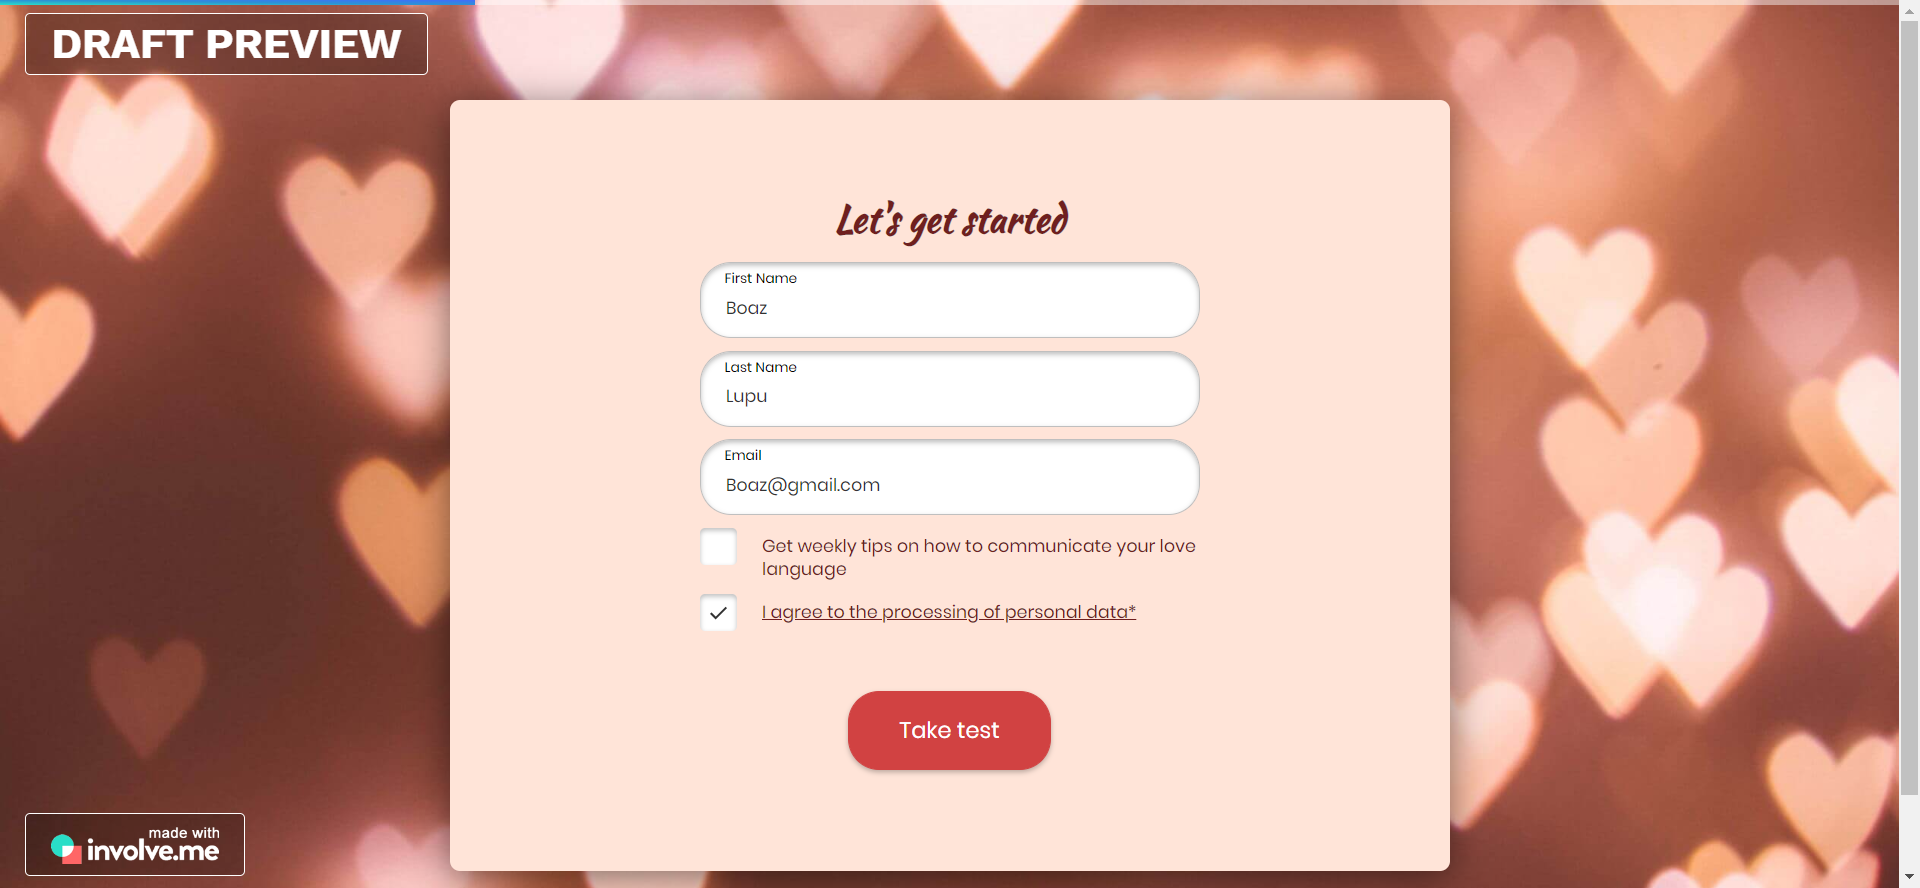 DRAFT PREVIEW
Let's get started
First Name
Boaz
Last Name
Lupu
Email
Boaz@gmail.com
Get weekly tips on how to communicate your love
language
I agree to the processing of personal data*
Take test
made with
involve.me